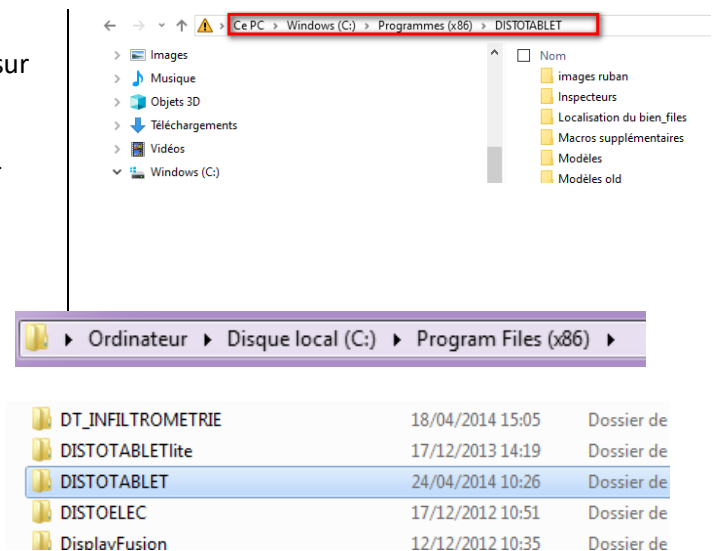 sur
Ce PC > Windows (C:) > Programmes (x86) > DISTOTABLET
Images
Musique
Objets 3D
Téléchargements
Vidéos
Windows (C:)
Nom
images ruban
Inspecteurs
Localisation du bien_files
Macros supplémentaires
Modèles
Modèles old
Ordinateur ▸ Disque local (C:) ▸ Program Files (x86) ▸
DT_INFILTROMETRIE 18/04/2014 15:05 Dossier de
DISTOTABLETlite 17/12/2013 14:19 Dossier de
DISTOTABLET 24/04/2014 10:26 Dossier de
DISTOELEC 17/12/2012 10:51 Dossier de
DisplayFusion 12/12/2012 10:35 Dossier de